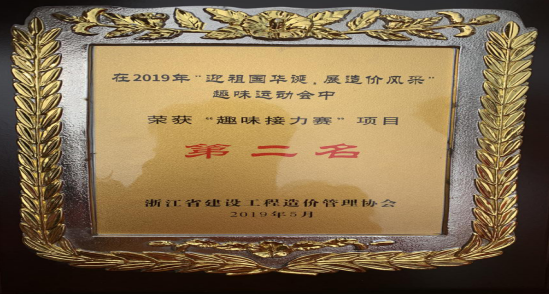 在2019年“迎祖国华诞，展造价风采”
趣味运动会中
荣获“趣味接力赛”项目
第二名
浙江省建设工程造价管理协会
2019年5月